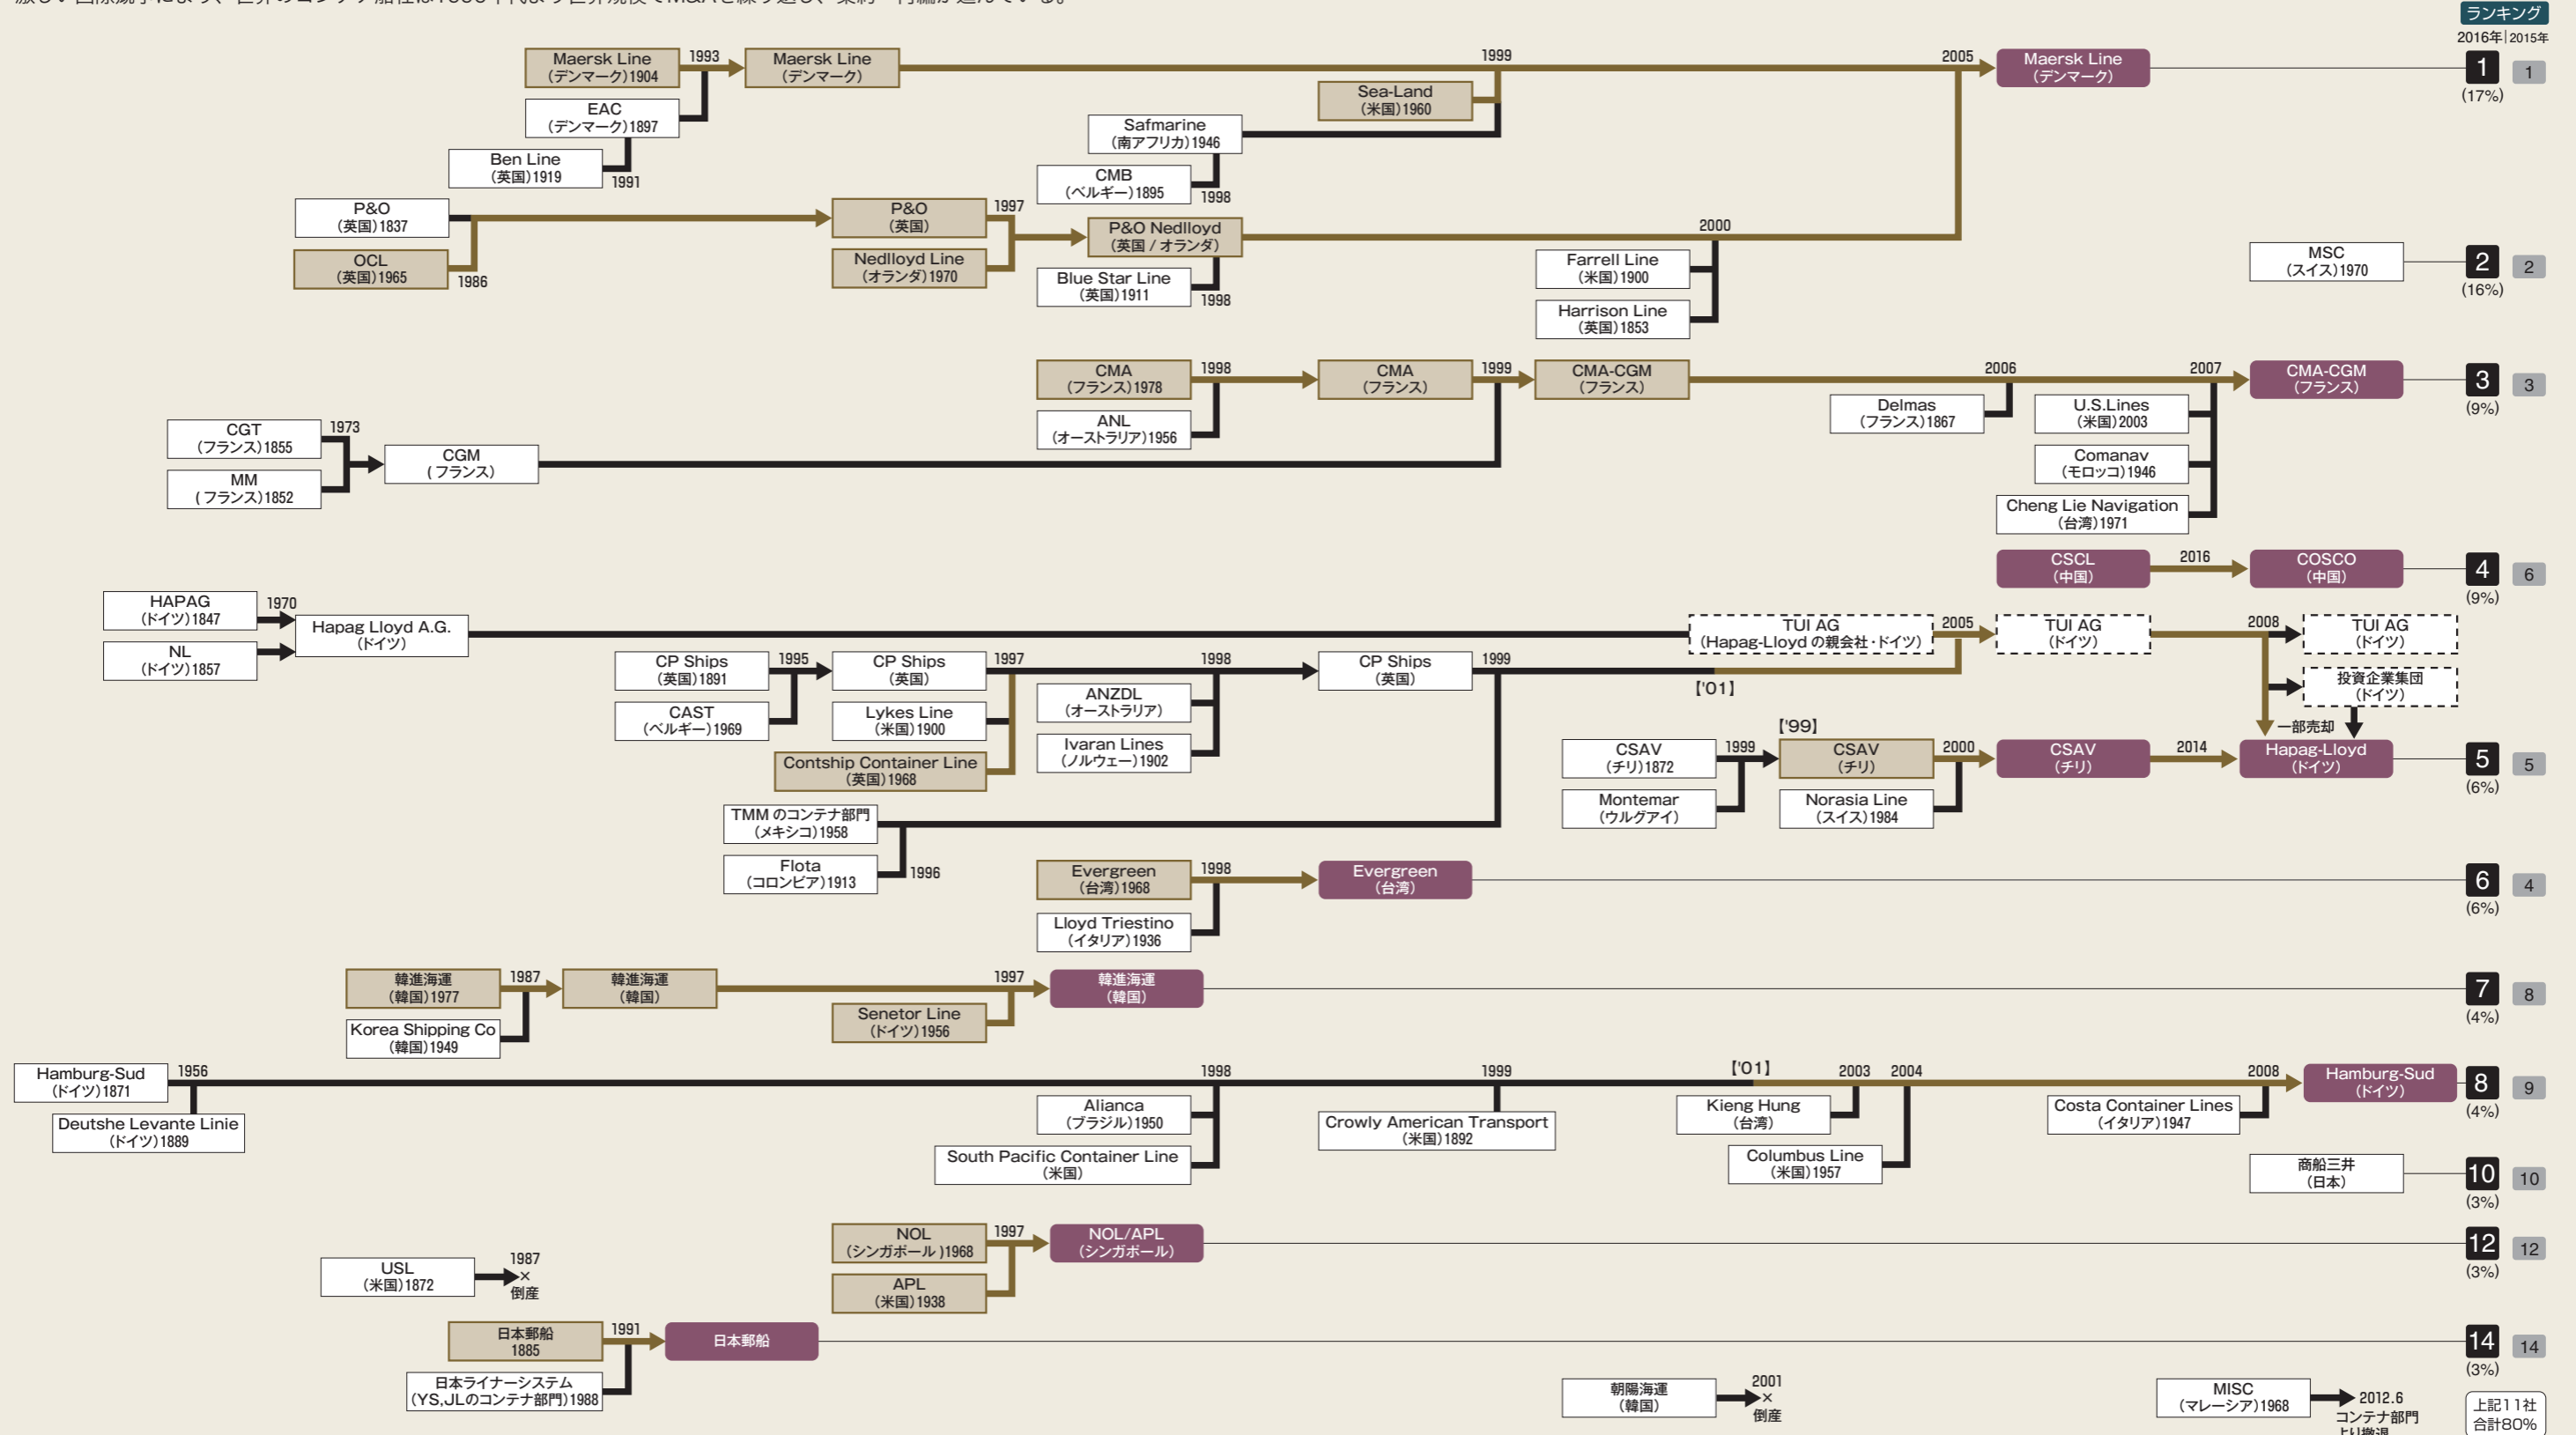 ランキング
2016年|2015年
Maersk Line
(デンマーク)1904
1993
Maersk Line
(デンマーク)
1999
2005
Maersk Line
(デンマーク)
1
1
(17%)
EAC
(デンマーク)1897
Sea-Land
(米国)1960
Ben Line
(英国)1919
1991
Safmarine
(南アフリカ)1946
CMB
(ベルギー)1895
1998
P&O
(英国)1837
OCL
(英国)1965
1986
P&O
(英国)
1997
Nedlloyd Line
(オランダ)1970
P&O Nedlloyd
(英国 / オランダ)
Blue Star Line
(英国)1911
1998
2000
Farrell Line
(米国)1900
Harrison Line
(英国)1853
MSC
(スイス)1970
2
2
(16%)
CMA
(フランス)1978
1998
ANL
(オーストラリア)1956
CMA
(フランス)
1999
CMA-CGM
(フランス)
2006
Delmas
(フランス)1867
2007
U.S.Lines
(米国)2003
Comanav
(モロッコ)1946
Cheng Lie Navigation
(台湾)1971
CMA-CGM
(フランス)
3
3
(9%)
CGT
(フランス)1855
1973
MM
( フランス)1852
CGM
( フランス)
CSCL
(中国)
2016
COSCO
(中国)
4
6
(9%)
HAPAG
(ドイツ)1847
1970
NL
(ドイツ)1857
Hapag Lloyd A.G.
(ドイツ)
TUI AG
(Hapag-Lloyd の親会社・ドイツ)
2005
TUI AG
(ドイツ)
2008
TUI AG
(ドイツ)
投資企業集団
(ドイツ)
一部売却
CP Ships
(英国)1891
1995
CAST
(ベルギー)1969
CP Ships
(英国)
1997
Lykes Line
(米国)1900
Contship Container Line
(英国)1968
1998
ANZDL
(オーストラリア)
Ivaran Lines
(ノルウェー)1902
CP Ships
(英国)
1999
【'01】
TMM のコンテナ部門
(メキシコ)1958
Flota
(コロンビア)1913
1996
CSAV
(チリ)1872
1999
Montemar
(ウルグアイ)
【'99】
CSAV
(チリ)
2000
Norasia Line
(スイス)1984
CSAV
(チリ)
2014
Hapag-Lloyd
(ドイツ)
5
5
(6%)
Evergreen
(台湾)1968
1998
Lloyd Triestino
(イタリア)1936
Evergreen
(台湾)
6
4
(6%)
韓進海運
(韓国)1977
1987
Korea Shipping Co
(韓国)1949
韓進海運
(韓国)
1997
Senetor Line
(ドイツ)1956
韓進海運
(韓国)
7
8
(4%)
Hamburg-Sud
(ドイツ)1871
1956
Deutshe Levante Linie
(ドイツ)1889
1998
Alianca
(ブラジル)1950
South Pacific Container Line
(米国)
1999
Crowly American Transport
(米国)1892
【'01】
2003
Kieng Hung
(台湾)
2004
Columbus Line
(米国)1957
2008
Costa Container Lines
(イタリア)1947
Hamburg-Sud
(ドイツ)
8
9
(4%)
商船三井
(日本)
10
10
(3%)
NOL
(シンガポール )1968
1997
APL
(米国)1938
NOL/APL
(シンガポール)
12
12
(3%)
USL
(米国)1872
1987
×
倒産
日本郵船
1885
1991
日本ライナーシステム
(YS,JLのコンテナ部門)1988
日本郵船
14
14
(3%)
朝陽海運
(韓国)
2001
×
倒産
MISC
(マレーシア)1968
2012.6
コンテナ部門
より撤退
上記11社
合計80%